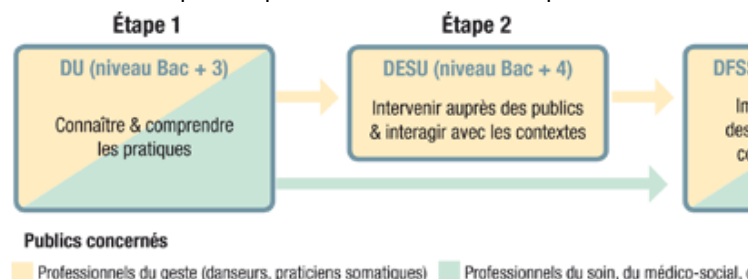 Étape 1
Étape 2
DU (niveau Bac + 3)
Connaître & comprendre
les pratiques
DESU (niveau Bac + 4)
Intervenir auprès des publics
& interagir avec les contextes
Publics concernés
Professionnels du geste (danseurs, praticiens somatiques)
Professionnels du soin, du médico-social,